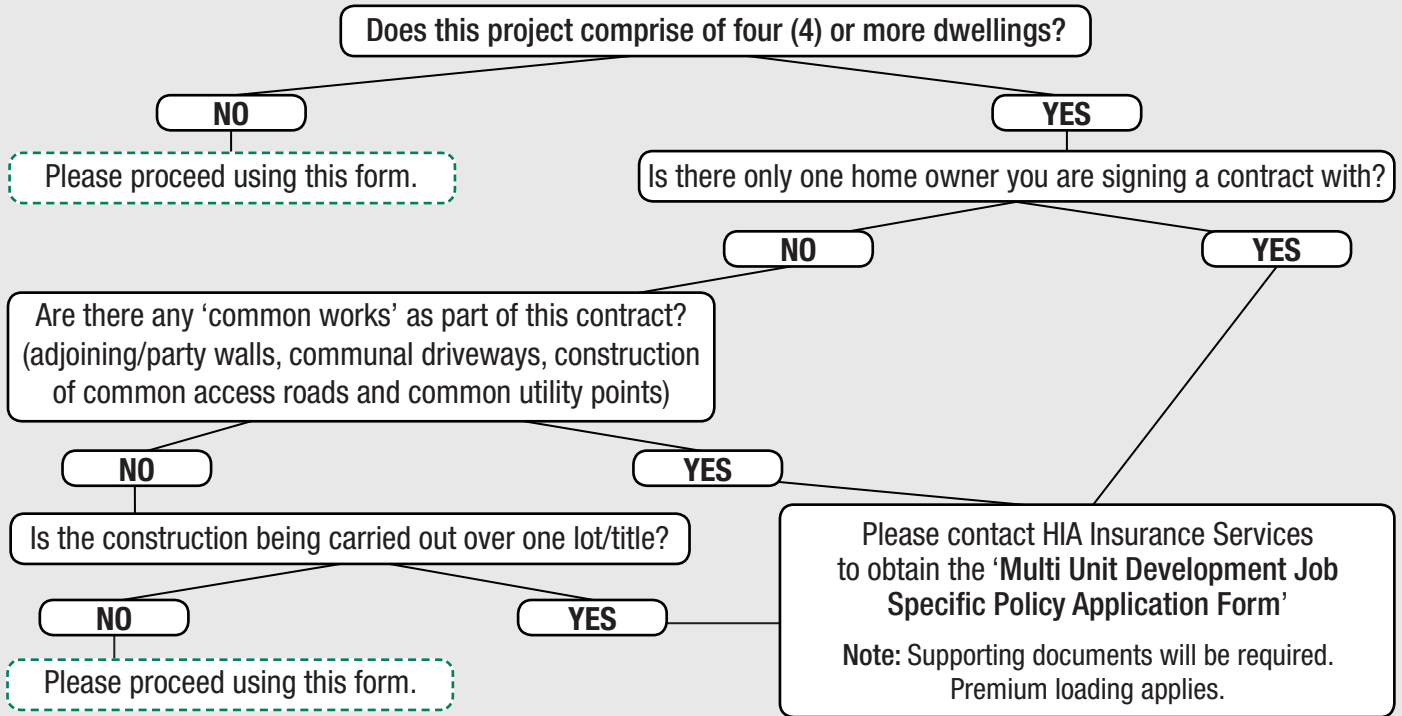 Does this project comprise of four (4) or more dwellings?
NO
YES
Please proceed using this form.
Is there only one home owner you are signing a contract with?
NO
YES
Are there any ‘common works’ as part of this contract?
(adjoining/party walls, communal driveways, construction
of common access roads and common utility points)
NO
YES
Is the construction being carried out over one lot/title?
Please contact HIA Insurance Services
to obtain the ‘Multi Unit Development Job
Specific Policy Application Form’
Note: Supporting documents will be required.
Premium loading applies.
NO
YES
Please proceed using this form.